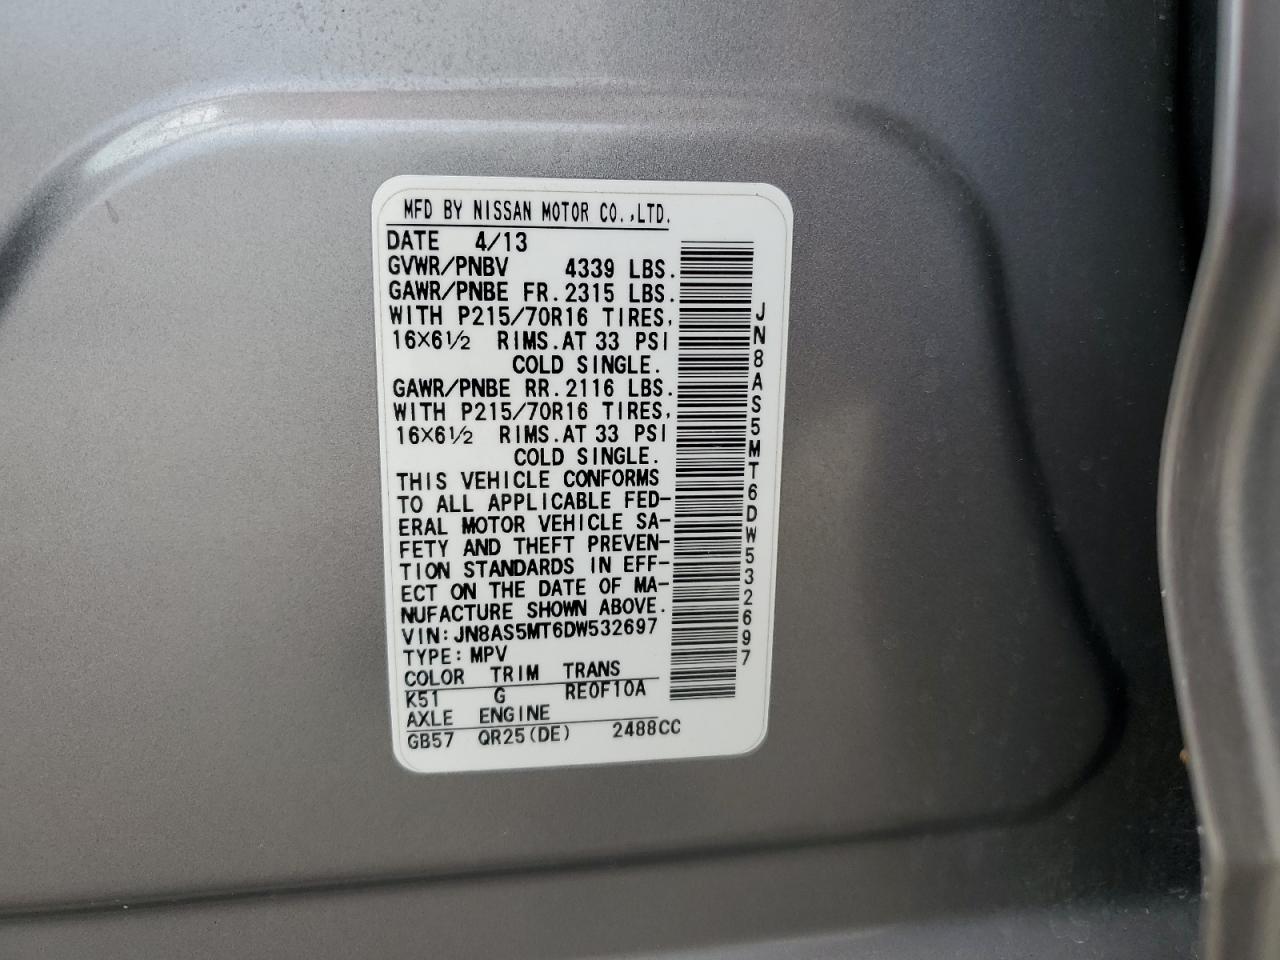 MFD BY NISSAN MOTOR CO.,LTD.
DATE 4/13
GVWR/PNBV 4339 LBS.
GAWR/PNBE FR.2315 LBS.
WITH P215/70R16 TIRES,
16×6½ RIMS.AT 33 PSI
COLD SINGLE.
GAWR/PNBE RR.2116 LBS.
WITH P215/70R16 TIRES,
16×6½ RIMS.AT 33 PSI
COLD SINGLE.
THIS VEHICLE CONFORMS
TO ALL APPLICABLE FED-
ERAL MOTOR VEHICLE SA-
FETY AND THEFT PREVEN-
TION STANDARDS IN EFF-
ECT ON THE DATE OF MA-
NUFACTURE SHOWN ABOVE.
VIN:JN8AS5MT6DW532697
TYPE:MPV
COLOR TRIM TRANS
K51 G RE0F10A
AXLE ENGINE
GB57 QR25(DE) 2488CC
JN8AS5MT6DW532697